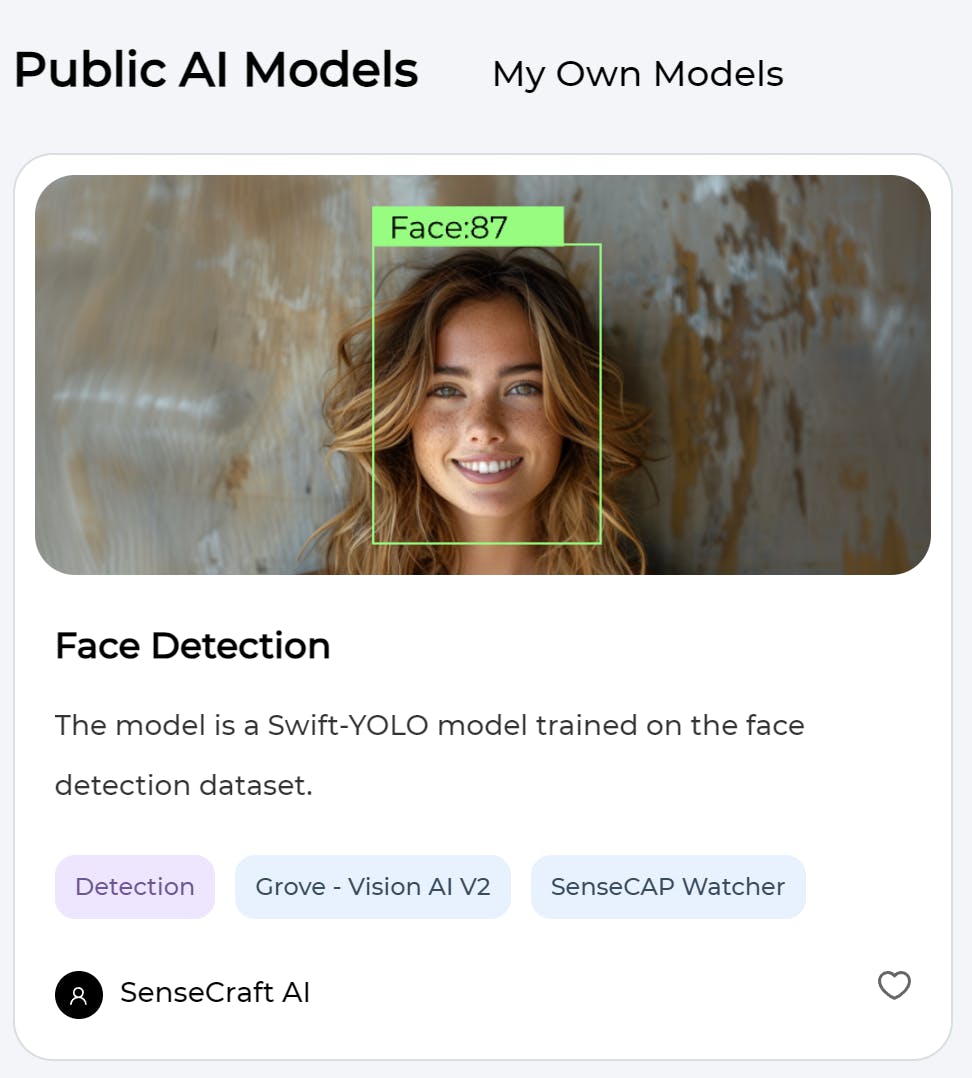 Public AI Models
My Own Models
Face:87
Face Detection
The model is a Swift-YOLO model trained on the face
detection dataset.
Detection
Grove - Vision AI V2
SenseCAP Watcher
SenseCraft AI